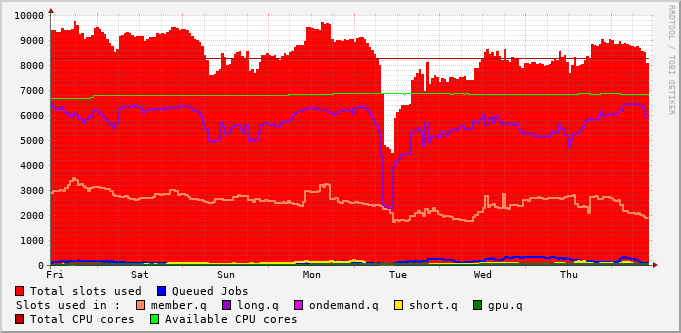 RRDTOOL / TOBI OETIKER
10000
9000
8000
7000
6000
5000
4000
3000
2000
1000
0
Fri Sat Sun Mon Tue Wed Thu
Total slots used Queued Jobs
Slots used in : member.q long.q ondemand.q short.q gpu.q
Total CPU cores Available CPU cores